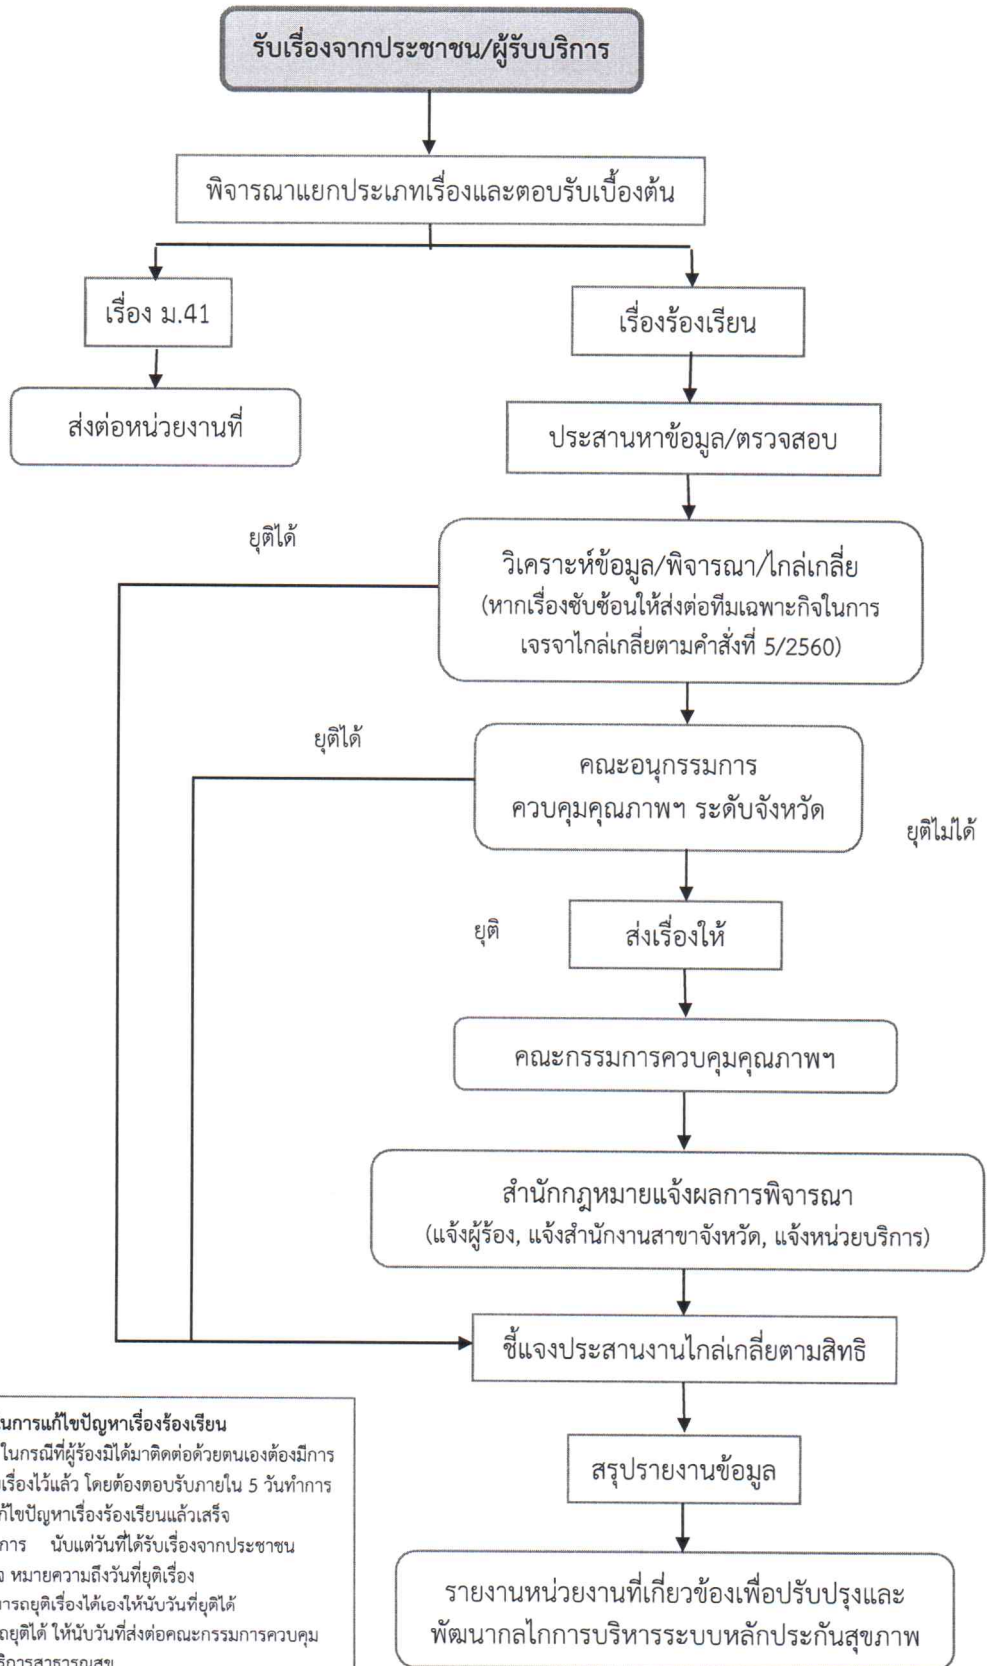 รับเรื่องจากประชาชน/ผู้รับบริการ
พิจารณาแยกประเภทเรื่องและตอบรับเบื้องต้น
เรื่อง ม.41
เรื่องร้องเรียน
ส่งต่อหน่วยงานที่
ประสานหาข้อมูล/ตรวจสอบ
ยุติได้
วิเคราะห์ข้อมูล/พิจารณา/ไกล่เกลี่ย
(หากเรื่องซับซ้อนให้ส่งต่อทีมเฉพาะกิจในการ
เจรจาไกล่เกลี่ยตามคำสั่งที่ 5/2560)
ยุติได้
คณะอนุกรรมการ
ควบคุมคุณภาพฯ ระดับจังหวัด
ยุติไม่ได้
ยุติ
ส่งเรื่องให้
คณะกรรมการควบคุมคุณภาพฯ
สำนักกฎหมายแจ้งผลการพิจารณา
(แจ้งผู้ร้อง, แจ้งสำนักงานสาขาจังหวัด, แจ้งหน่วยบริการ)
ชี้แจงประสานงานไกล่เกลี่ยตามสิทธิ
สรุปรายงานข้อมูล
รายงานหน่วยงานที่เกี่ยวข้องเพื่อปรับปรุงและ
พัฒนากลไกการบริหารระบบหลักประกันสุขภาพ
ในการแก้ไขปัญหาเรื่องร้องเรียน
ในกรณีที่ผู้ร้องมิได้มาติดต่อด้วยตนเองต้องมีการ
เรื่องไว้แล้ว โดยต้องตอบรับภายใน 5 วันทำการ
ก้ไขปัญหาเรื่องร้องเรียนแล้วเสร็จ
การ นับแต่วันที่ได้รับเรื่องจากประชาชน
หมายความถึงวันที่ยุติเรื่อง
ารถยุติเรื่องได้เองให้นับวันที่ยุติได้
ถยุติได้ ให้นับวันที่ส่งต่อคณะกรรมการควบคุม
ริการสาธารณสุข